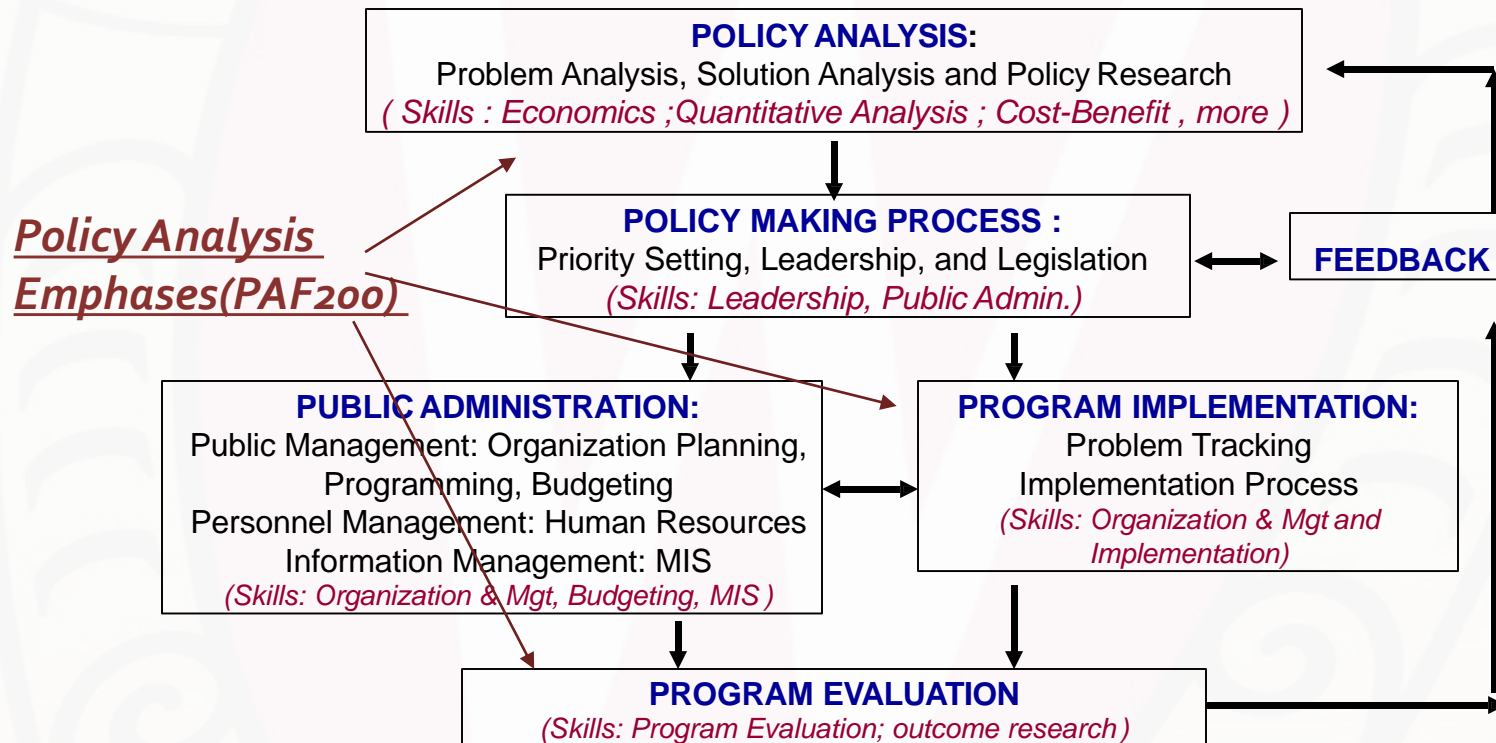 POLICY ANALYSIS:
Problem Analysis, Solution Analysis and Policy Research
( Skills : Economics ;Quantitative Analysis ; Cost-Benefit , more )
Policy Analysis
Emphases(PAF200)
POLICY MAKING PROCESS :
Priority Setting, Leadership, and Legislation
(Skills: Leadership, Public Admin.)
FEEDBACK
PUBLIC ADMINISTRATION:
Public Management: Organization Planning,
Programming, Budgeting
Personnel Management: Human Resources
Information Management: MIS
(Skills: Organization & Mgt, Budgeting, MIS )
PROGRAM IMPLEMENTATION:
Problem Tracking
Implementation Process
(Skills: Organization & Mgt and
Implementation)
PROGRAM EVALUATION
(Skills: Program Evaluation; outcome research )